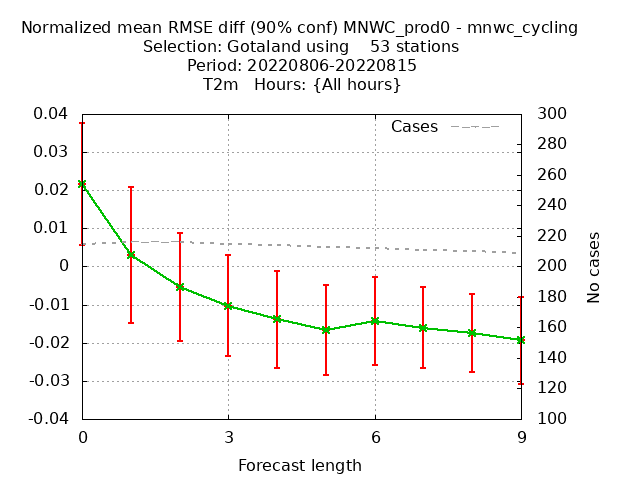 Normalized mean RMSE diff (90% conf) MNWC_prod0 - mnwc_cycling
Selection: Gotaland using    53 stations
Period: 20220806-20220815
T2m   Hours: {All hours}
Cases
0.04
0.03
0.02
0.01
0
-0.01
-0.02
-0.03
-0.04
300
280
260
240
220
200
180
160
140
120
100
No cases
0 3 6 9
Forecast length